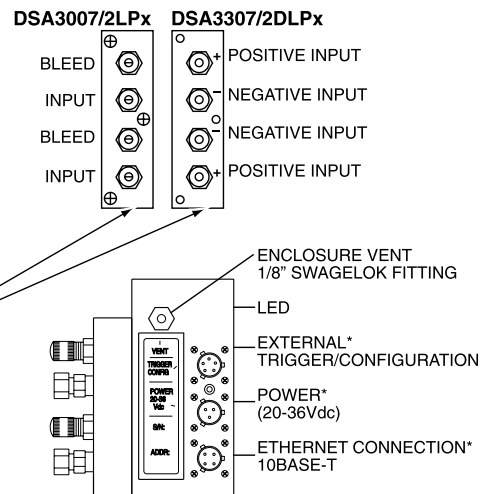 DSA3007/2LPx DSA3307/2DLPx
BLEED
INPUT
BLEED
INPUT
+ POSITIVE INPUT
− NEGATIVE INPUT
− NEGATIVE INPUT
+ POSITIVE INPUT
ENCLOSURE VENT
1/8” SWAGELOK FITTING
LED
EXTERNAL*
TRIGGER/CONFIGURATION
POWER*
(20-36Vdc)
ETHERNET CONNECTION*
10BASE-T
VENT
TRIGGER
CONFIG
POWER
20-36
Vdc
S/N:
ADDR: